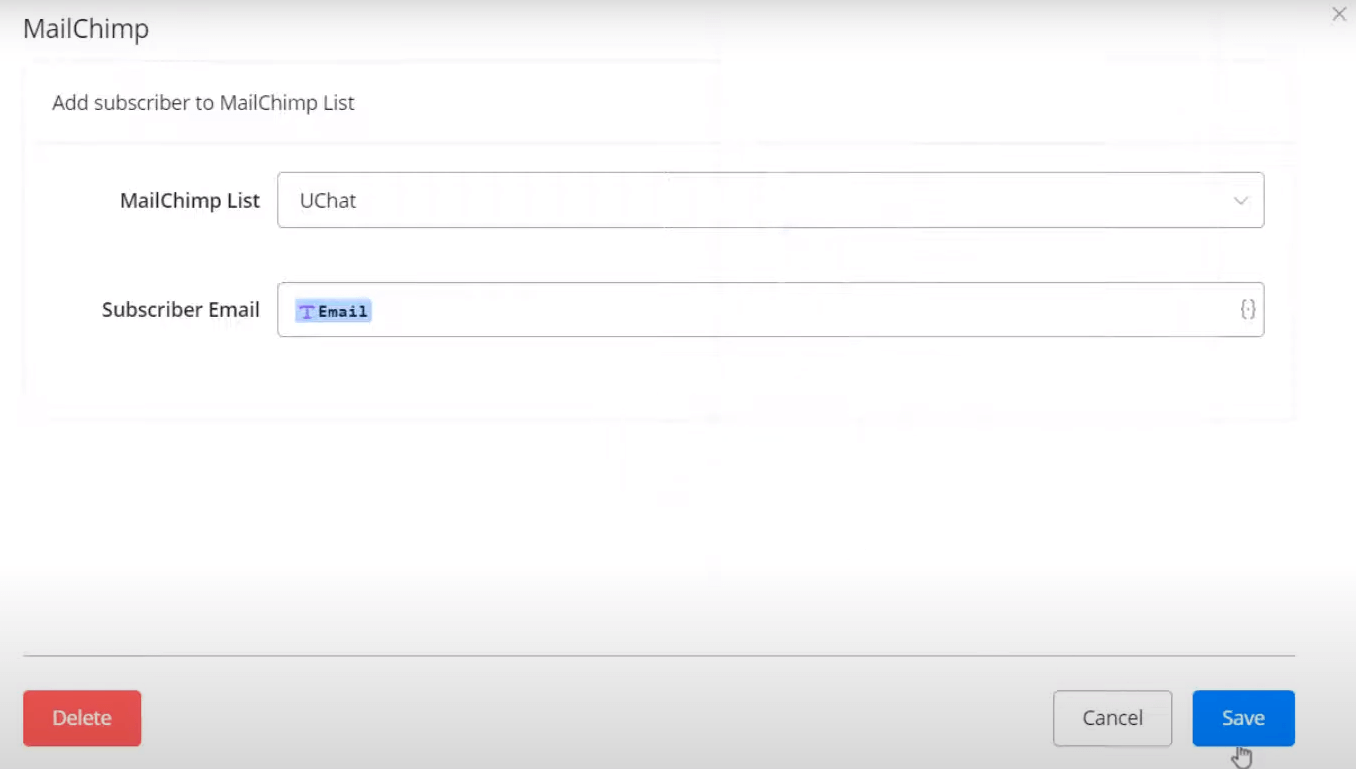 MailChimp
Add subscriber to MailChimp List
MailChimp List UChat
Subscriber Email Email {·}
Delete Cancel Save